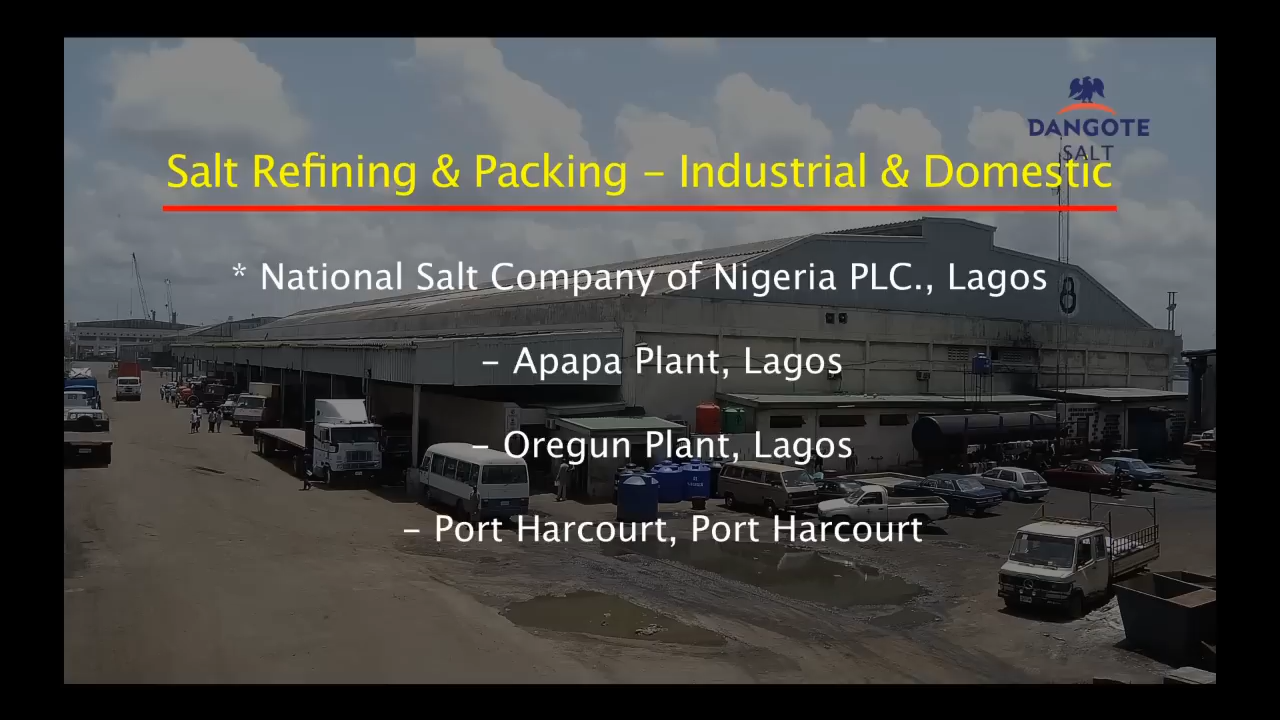 DANGOTE
SALT
Salt Refining & Packing – Industrial & Domestic
* National Salt Company of Nigeria PLC., Lagos
8
– Apapa Plant, Lagos
– Oregun Plant, Lagos
– Port Harcourt, Port Harcourt